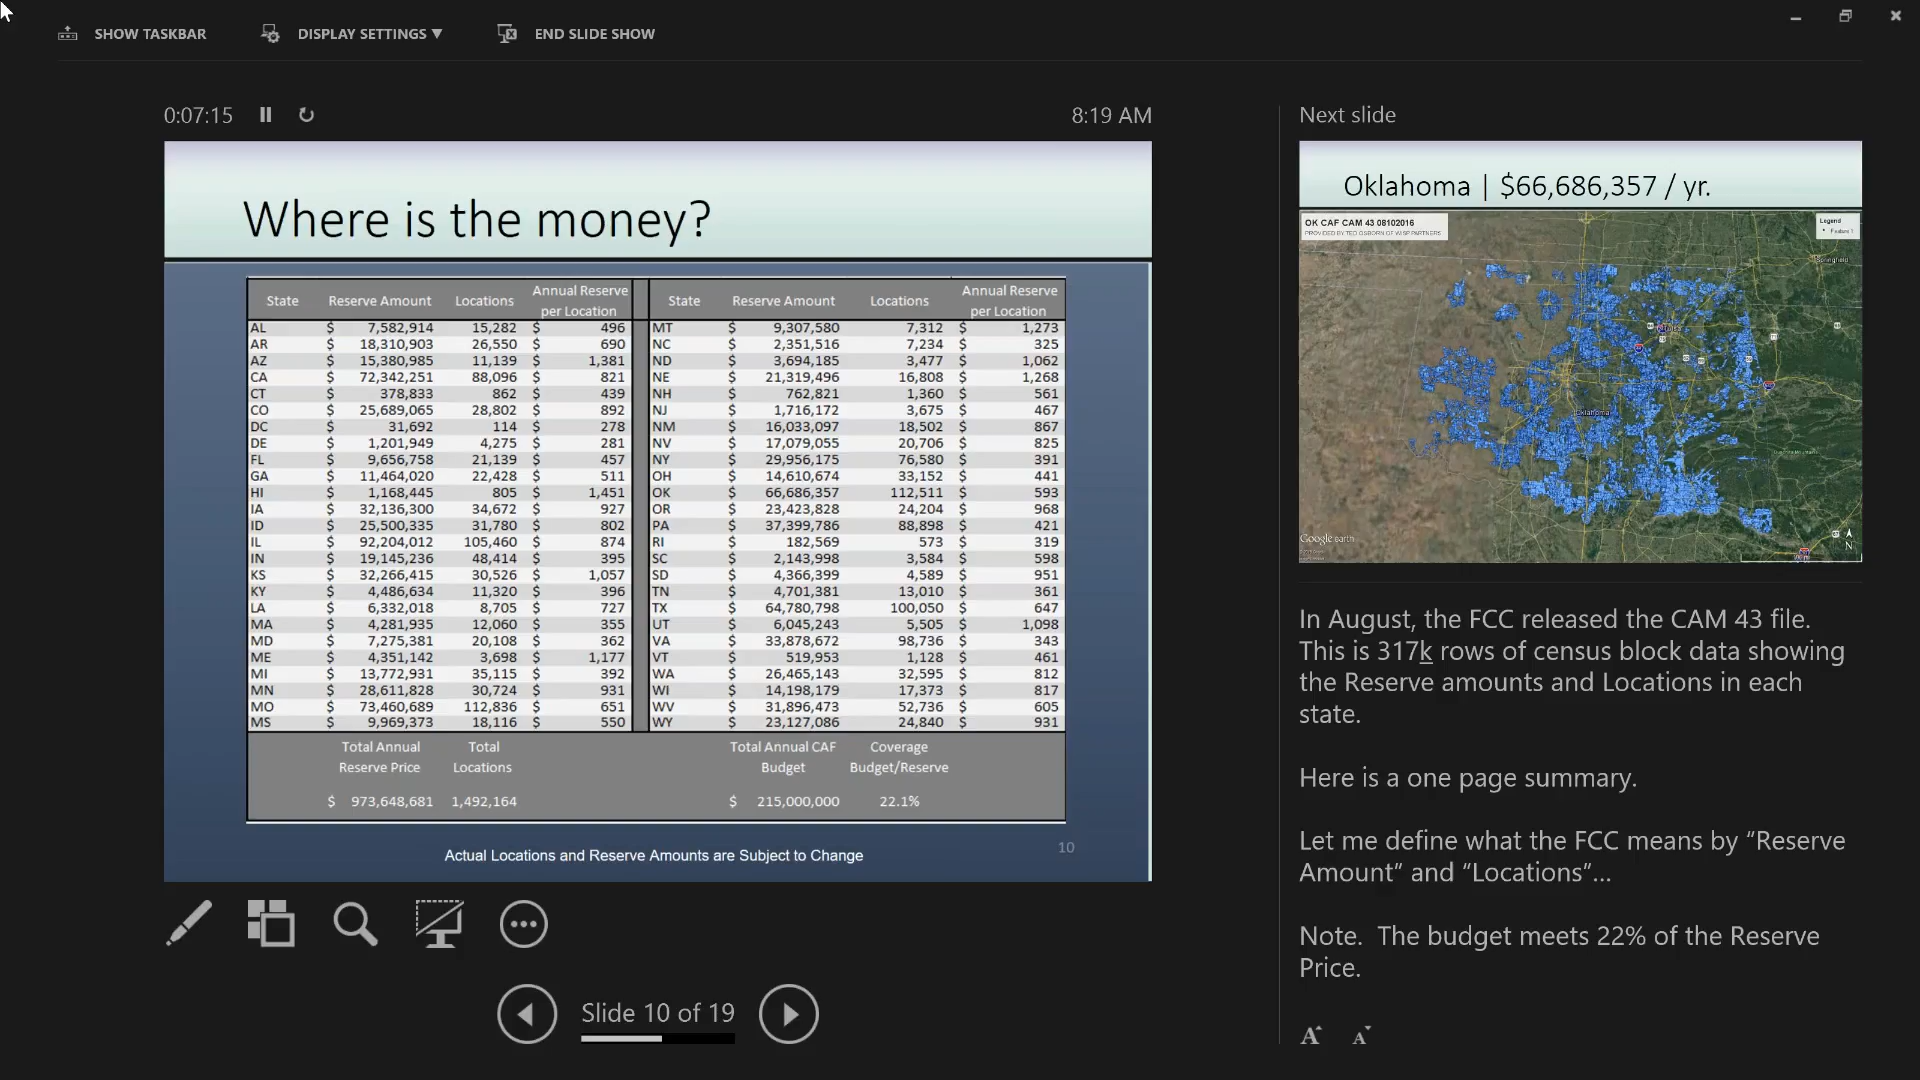 SHOW TASKBAR
DISPLAY SETTINGS ▼
END SLIDE SHOW
0:07:15
8:19 AM
Where is the money?
State Reserve Amount Locations Annual Reserve per Location State Reserve Amount Locations Annual Reserve per Location
AL $ 7,582,914 15,282 $ 496 MT $ 9,307,580 7,312 $ 1,273
AR $ 18,310,903 26,550 $ 690 NC $ 2,351,516 7,234 $ 325
AZ $ 15,380,985 11,139 $ 1,381 ND $ 3,694,185 3,477 $ 1,062
CA $ 72,342,251 88,096 $ 821 NE $ 21,319,496 16,808 $ 1,268
CT $ 378,833 862 $ 439 NH $ 762,821 1,360 $ 561
CO $ 25,689,065 28,802 $ 892 NJ $ 1,716,172 3,675 $ 467
DC $ 31,692 114 $ 278 NM $ 16,033,097 18,502 $ 867
DE $ 1,201,949 4,275 $ 281 NV $ 17,079,055 20,706 $ 825
FL $ 9,656,758 21,139 $ 457 NY $ 29,956,175 76,580 $ 391
GA $ 11,464,020 22,428 $ 511 OH $ 14,610,674 33,152 $ 441
HI $ 1,168,445 805 $ 1,451 OK $ 66,686,357 112,511 $ 593
IA $ 32,136,300 34,672 $ 927 OR $ 23,423,828 24,204 $ 968
ID $ 25,500,335 31,780 $ 802 PA $ 37,399,786 88,898 $ 421
IL $ 92,204,012 105,460 $ 874 RI $ 182,569 573 $ 319
IN $ 19,145,236 48,414 $ 395 SC $ 2,143,998 3,584 $ 598
KS $ 32,266,415 30,526 $ 1,057 SD $ 4,366,399 4,589 $ 951
KY $ 4,486,634 11,320 $ 396 TN $ 4,701,381 13,010 $ 361
LA $ 6,332,018 8,705 $ 727 TX $ 64,780,798 100,050 $ 647
MA $ 4,281,935 12,060 $ 355 UT $ 6,045,243 5,505 $ 1,098
MD $ 7,275,381 20,108 $ 362 VA $ 33,878,672 98,736 $ 343
ME $ 4,351,142 3,698 $ 1,177 VT $ 519,953 1,128 $ 461
MI $ 13,772,931 35,115 $ 392 WA $ 26,465,143 32,595 $ 812
MN $ 28,611,828 30,724 $ 931 WI $ 14,198,179 17,373 $ 817
MO $ 73,460,689 112,836 $ 651 WV $ 31,896,473 52,736 $ 605
MS $ 9,969,373 18,116 $ 550 WY $ 23,127,086 24,840 $ 931
Total Annual Total Total Annual CAF Coverage
Reserve Price Locations Budget Budget/Reserve
$ 973,648,681 1,492,164 $ 215,000,000 22.1%
Actual Locations and Reserve Amounts are Subject to Change
10
Slide 10 of 19
Next slide
Oklahoma | $66,686,357 / yr.
OK CAF CAM 43 08102016
PROVIDED BY TED OSBORN OF WISP PARTNERS
Legend
Feature 1
Springfield
Tulsa
Oklahoma
Google earth
N
In August, the FCC released the CAM 43 file.
This is 317k rows of census block data showing
the Reserve amounts and Locations in each
state.
Here is a one page summary.
Let me define what the FCC means by “Reserve
Amount” and “Locations”...
Note. The budget meets 22% of the Reserve
Price.
A A